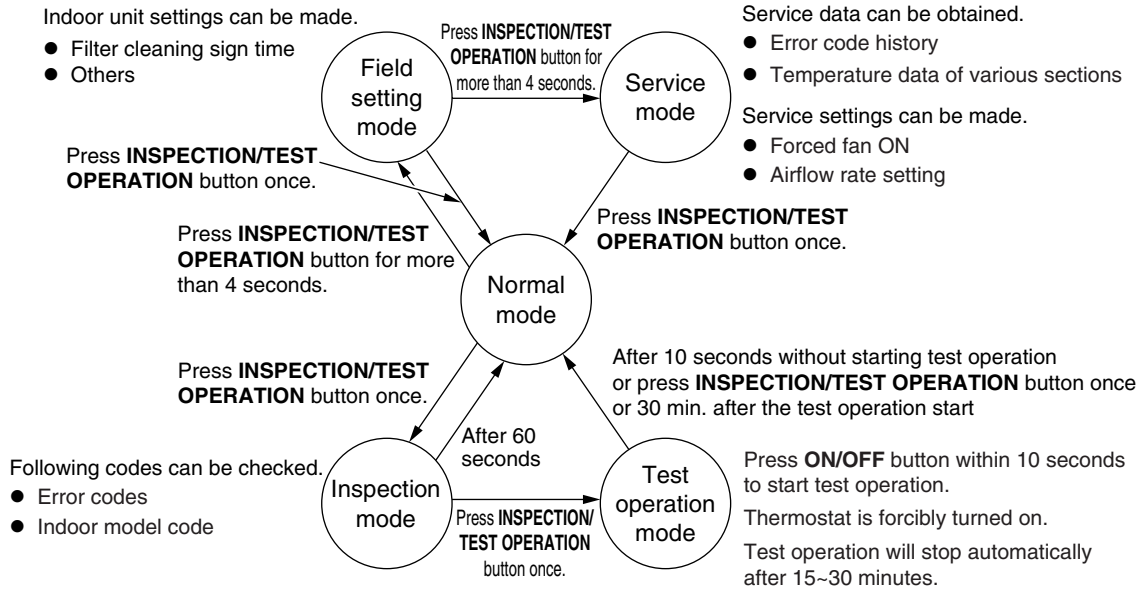 Indoor unit settings can be made.
● Filter cleaning sign time
● Others
Field
setting
mode
Press INSPECTION/TEST
OPERATION button for
more than 4 seconds.
Service
mode
Service data can be obtained.
● Error code history
● Temperature data of various sections
Service settings can be made.
● Forced fan ON
● Airflow rate setting
Press INSPECTION/TEST
OPERATION button once.
Press INSPECTION/TEST
OPERATION button for more
than 4 seconds.
Press INSPECTION/TEST
OPERATION button once.
Normal
mode
Press INSPECTION/TEST
OPERATION button once.
After 60
seconds
After 10 seconds without starting test operation
or press INSPECTION/TEST OPERATION button once
or 30 min. after the test operation start
Following codes can be checked.
● Error codes
● Indoor model code
Inspection
mode
Press INSPECTION/
TEST OPERATION
button once.
Test
operation
mode
Press ON/OFF button within 10 seconds
to start test operation.
Thermostat is forcibly turned on.
Test operation will stop automatically
after 15~30 minutes.